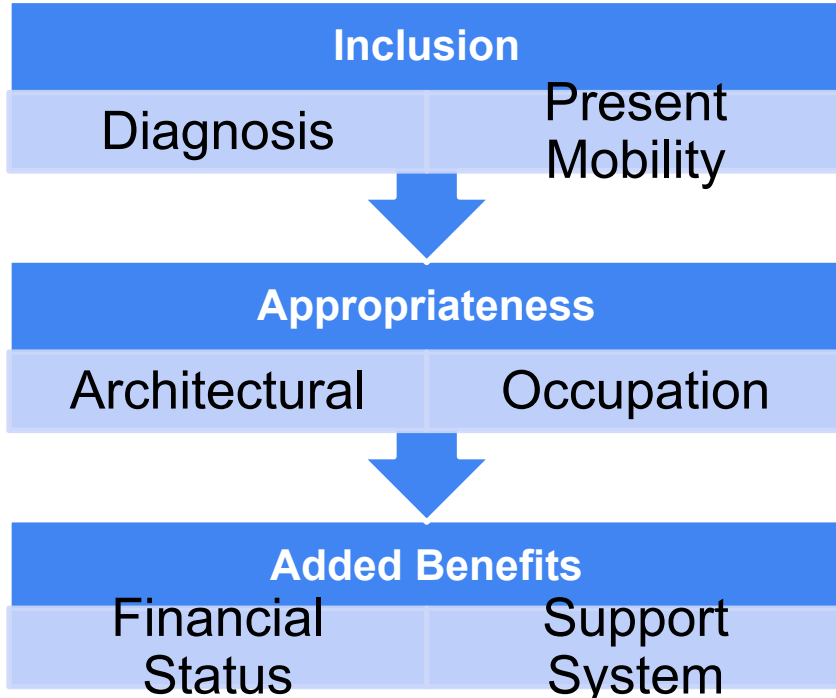 Inclusion
Diagnosis
Present
Mobility
Appropriateness
Architectural
Occupation
Added Benefits
Financial
Status
Support
System